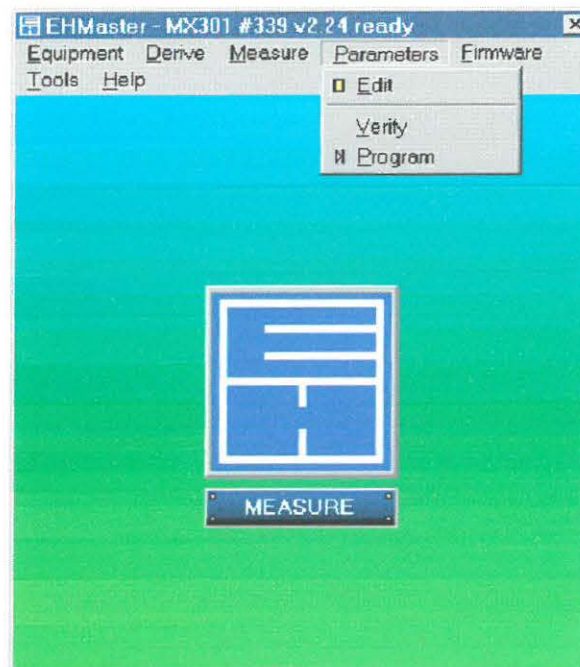 EHMaster - MX301 #339 v2.24 ready
Equipment Derive Measure Parameters Firmware
Tools Help
Edit
Verify
Program
MEASURE